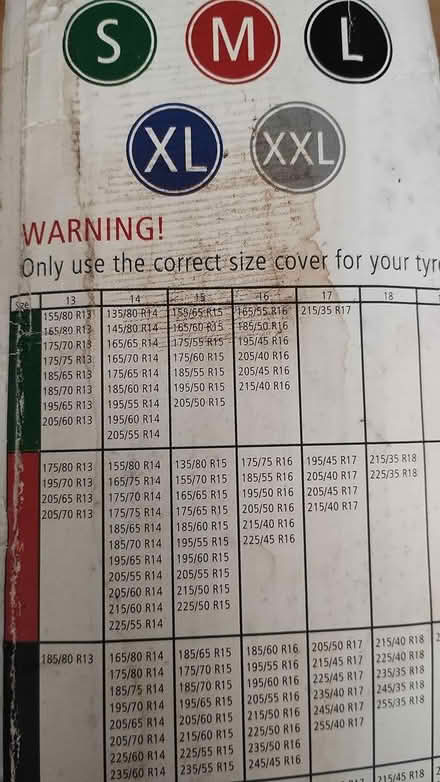 S M L
XL XXL
WARNING!
Only use the correct size cover for your tyre
Size 13 14 15 16 17 18
155/80 R13 135/80 R14 155/65 R15 165/55 R16 215/35 R17
165/80 R13 145/80 R14 165/60 R15 185/50 R16
175/70 R13 165/65 R14 175/55 R15 195/45 R16
175/75 R13 165/70 R14 175/60 R15 205/40 R16
185/65 R13 175/65 R14 185/55 R15 205/45 R16
185/70 R13 185/60 R14 195/50 R15 215/40 R16
195/65 R13 195/55 R14 205/50 R15
205/60 R13 195/60 R14
205/55 R14
175/80 R13 155/80 R14 135/80 R15 175/75 R16 195/45 R17 215/35 R18
195/70 R13 165/75 R14 155/70 R15 185/55 R16 205/40 R17 225/35 R18
205/65 R13 175/70 R14 165/65 R15 195/50 R16 205/45 R17
205/70 R13 175/75 R14 175/65 R15 205/50 R16 215/40 R17
185/65 R14 185/60 R15 215/40 R16
185/70 R14 195/55 R15 225/45 R16
195/65 R14 195/60 R15
205/55 R14 205/55 R15
205/60 R14 215/50 R15
215/60 R14 225/50 R15
225/55 R14
185/80 R13 165/80 R14 185/65 R15 185/60 R16 205/50 R17 215/40 R18
175/80 R14 175/70 R15 195/55 R16 215/45 R17 225/40 R18
185/75 R14 185/70 R15 195/60 R16 225/45 R17 235/35 R18
195/70 R14 195/65 R15 205/55 R16 235/40 R17 245/35 R18
205/65 R14 205/60 R15 215/50 R16 245/40 R17 255/35 R18
205/70 R14 215/60 R15 225/50 R16 255/40 R17
225/60 R14 225/55 R15 235/50 R16
235/60 R14 235/55 R15 245/45 R16